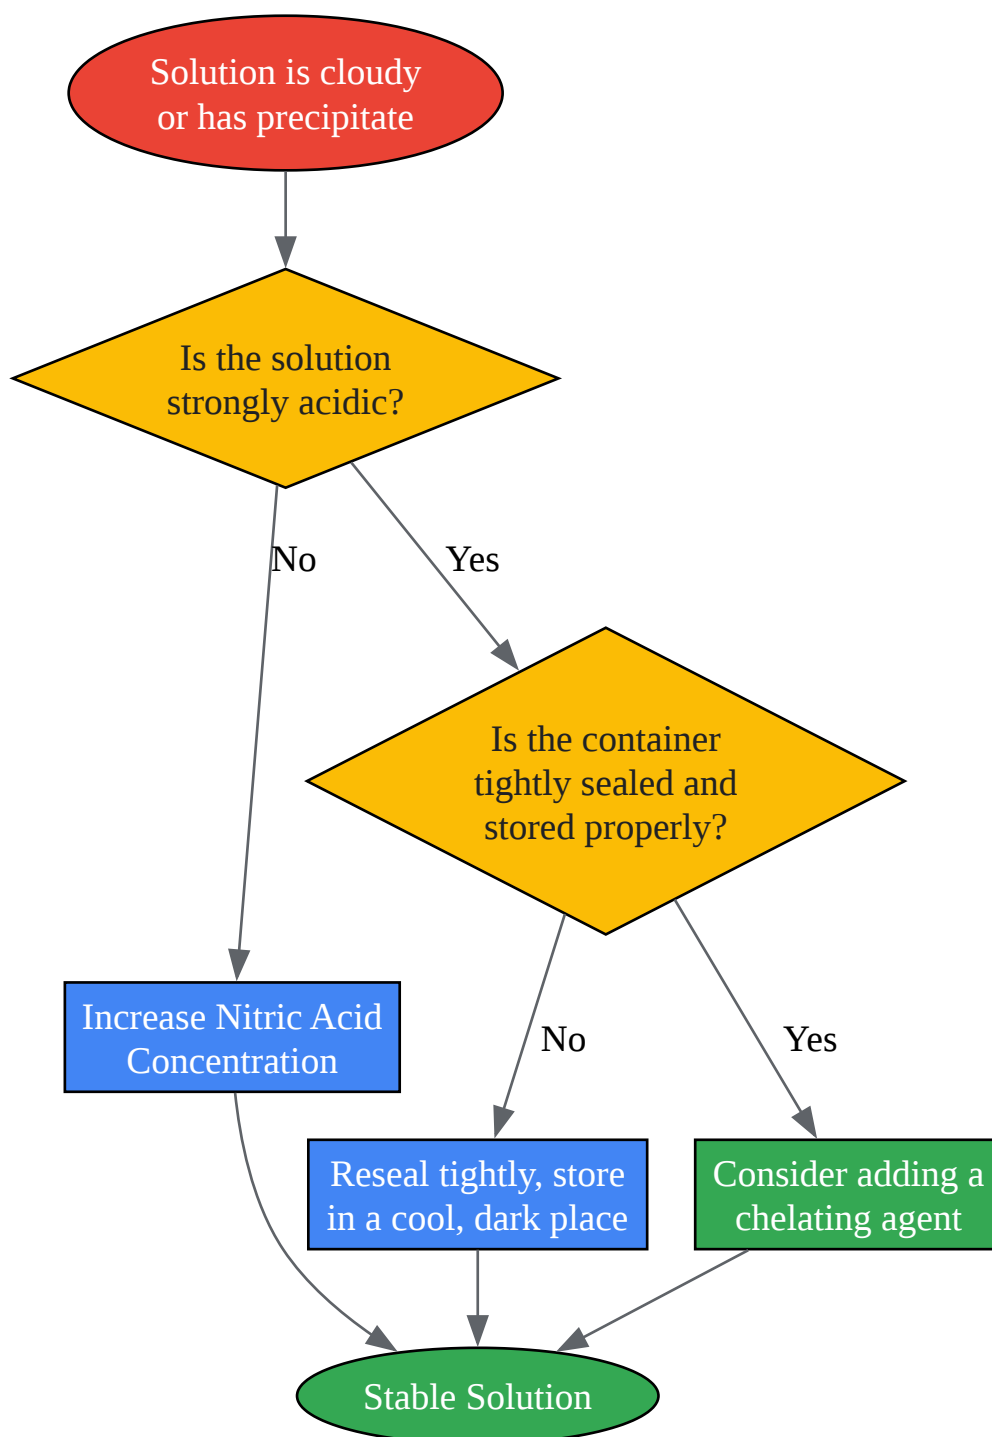 Solution is cloudy
or has precipitate
Is the solution
strongly acidic?
No
Yes
Is the container
tightly sealed and
stored properly?
Increase Nitric Acid
Concentration
No
Yes
Reseal tightly, store
in a cool, dark place
Consider adding a
chelating agent
Stable Solution